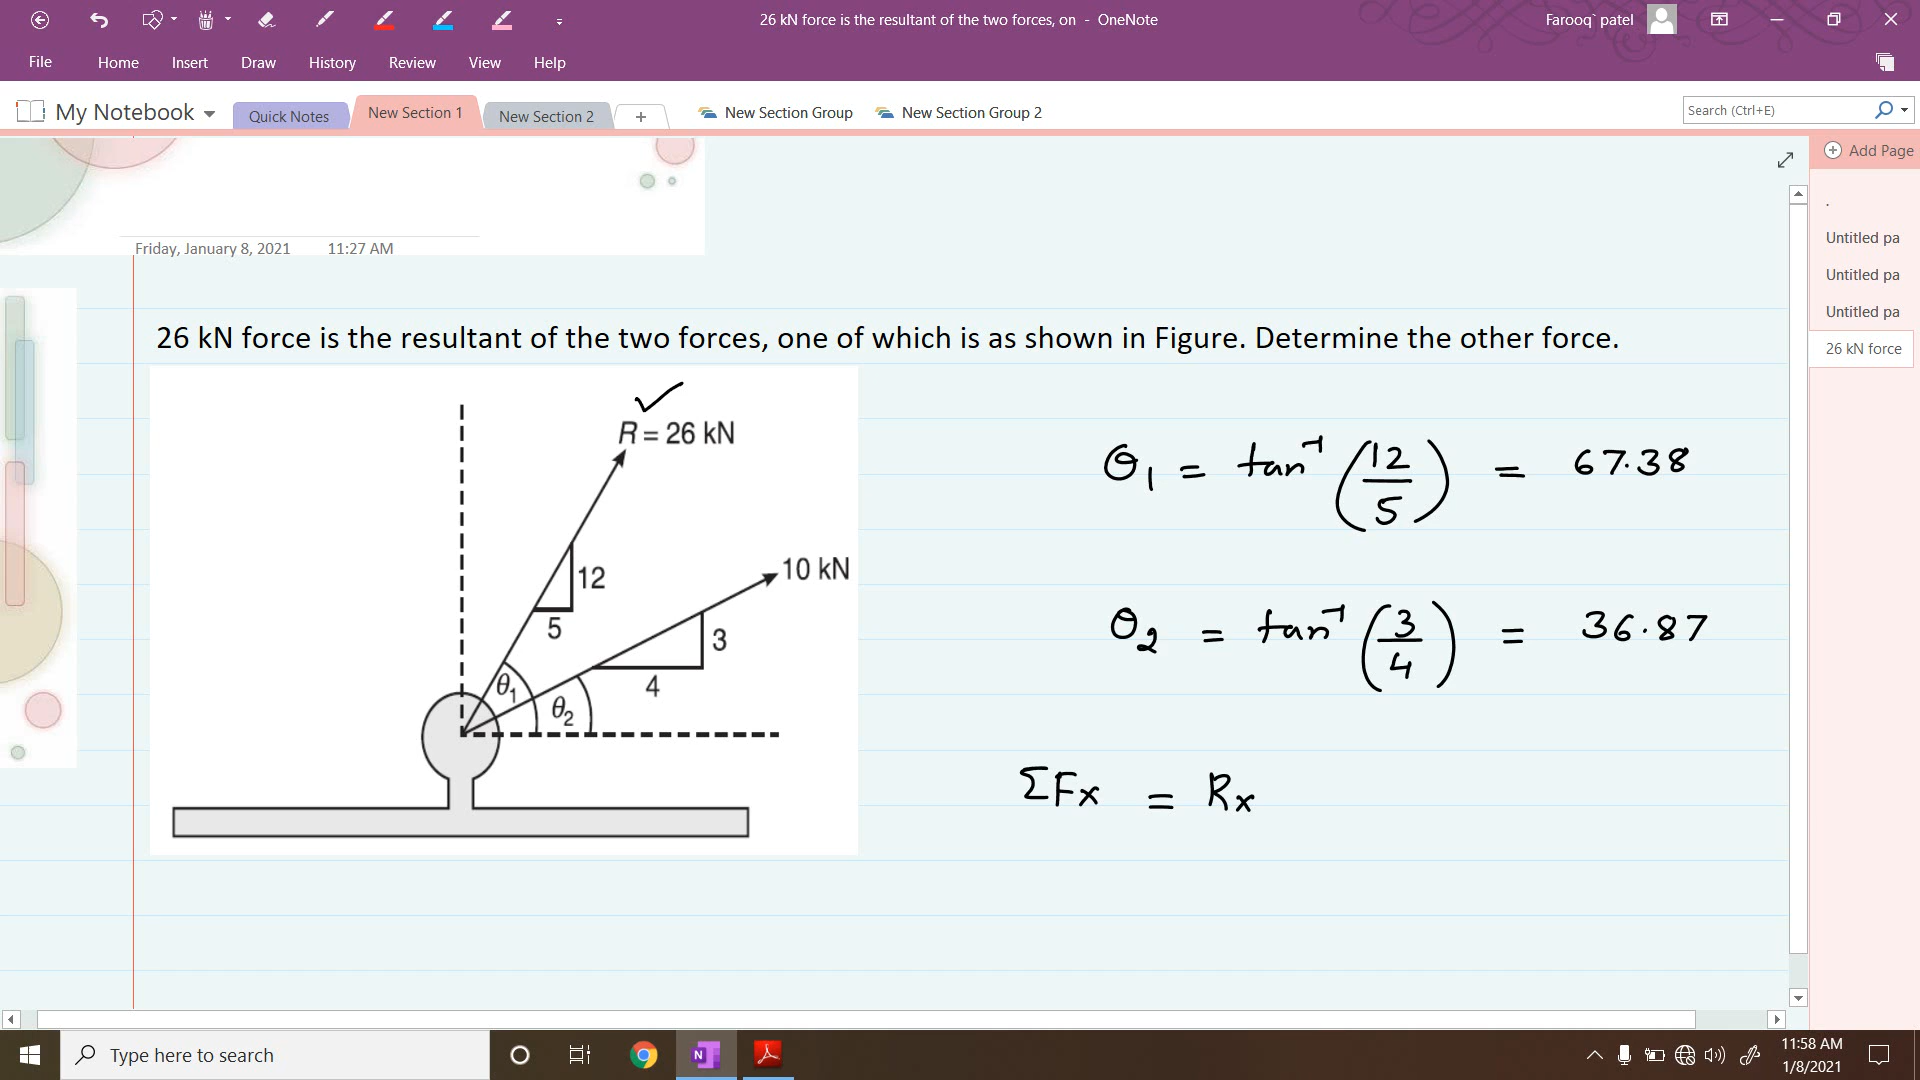 26 kN force is the resultant of the two forces, on - OneNote
Farooq` patel
File Home Insert Draw History Review View Help
My Notebook
Quick Notes
New Section 1
New Section 2
+
New Section Group
New Section Group 2
Search (Ctrl+E)
Add Page
.
Untitled pa
Untitled pa
Untitled pa
26 kN force
Friday, January 8, 2021 11:27 AM
26 kN force is the resultant of the two forces, one of which is as shown in Figure. Determine the other force.
R = 26 kN
10 kN
12
5
3
4
θ₁
θ₂
θ₁ = tan⁻¹ (12/5) = 67.38
θ₂ = tan⁻¹ (3/4) = 36.87
ΣFx = Rx
Type here to search
N
11:58 AM
1/8/2021